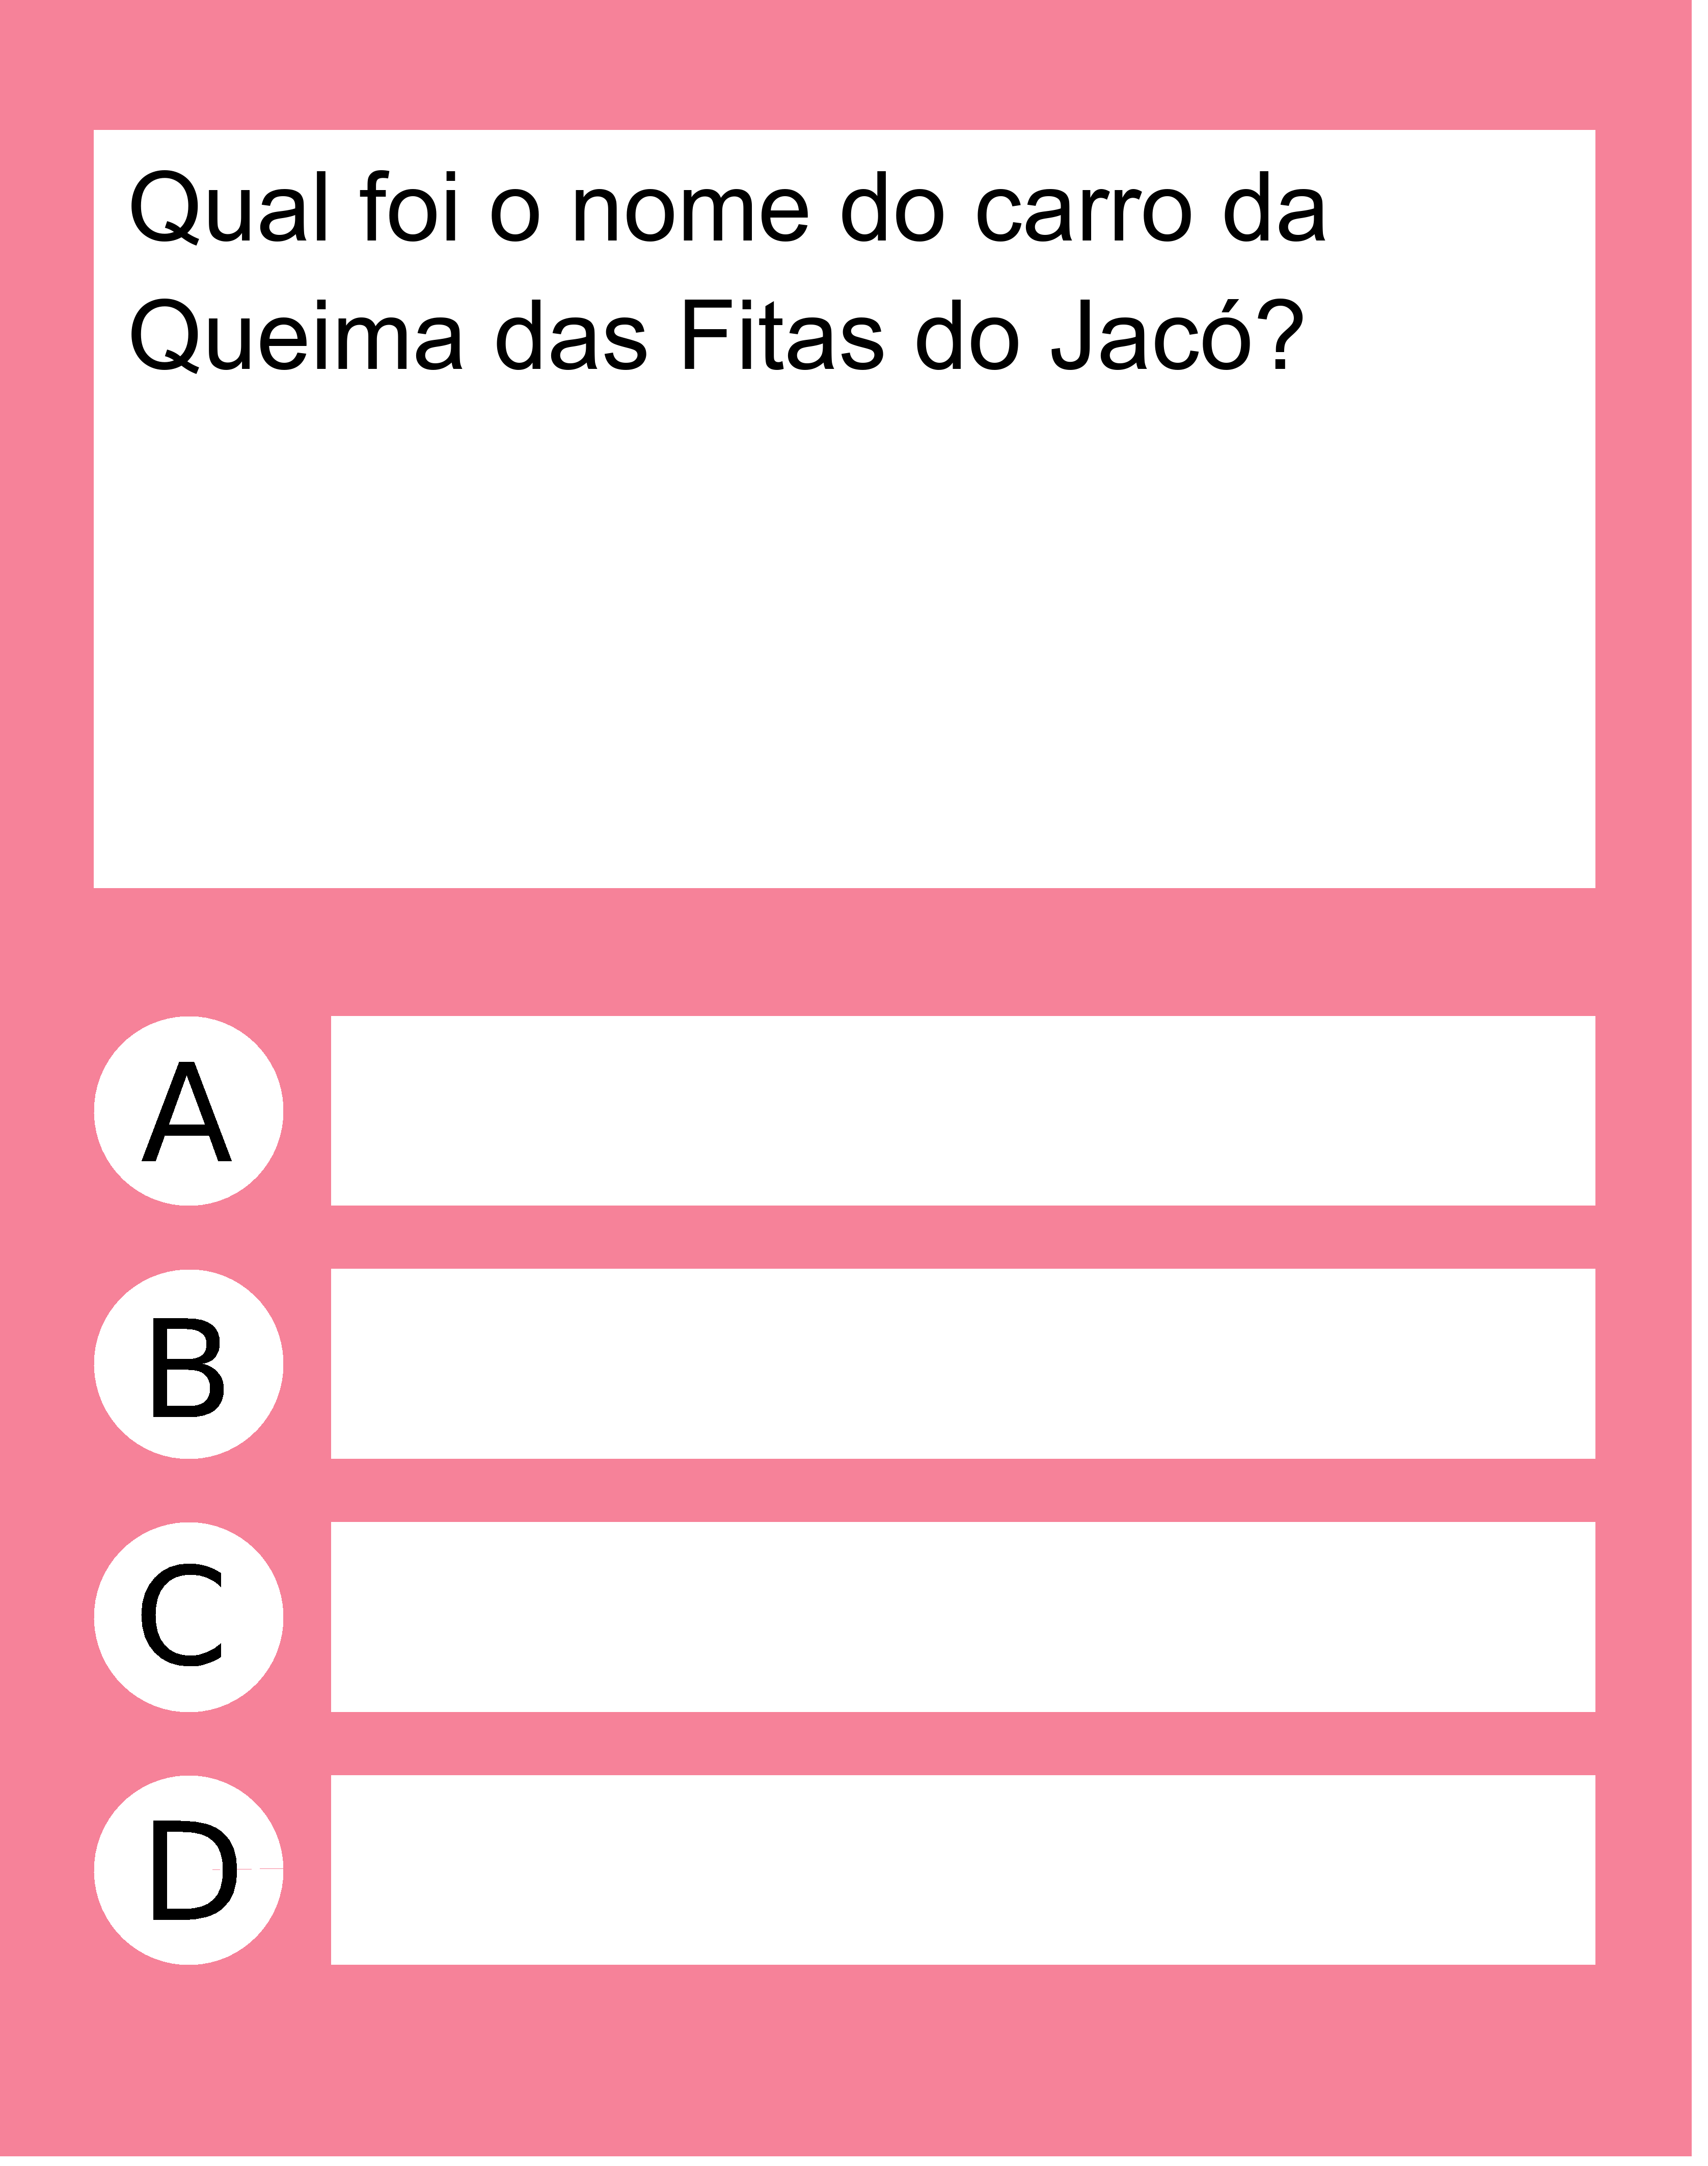 Qual foi o nome do carro da
Queima das Fitas do Jacó?
A
B
C
D